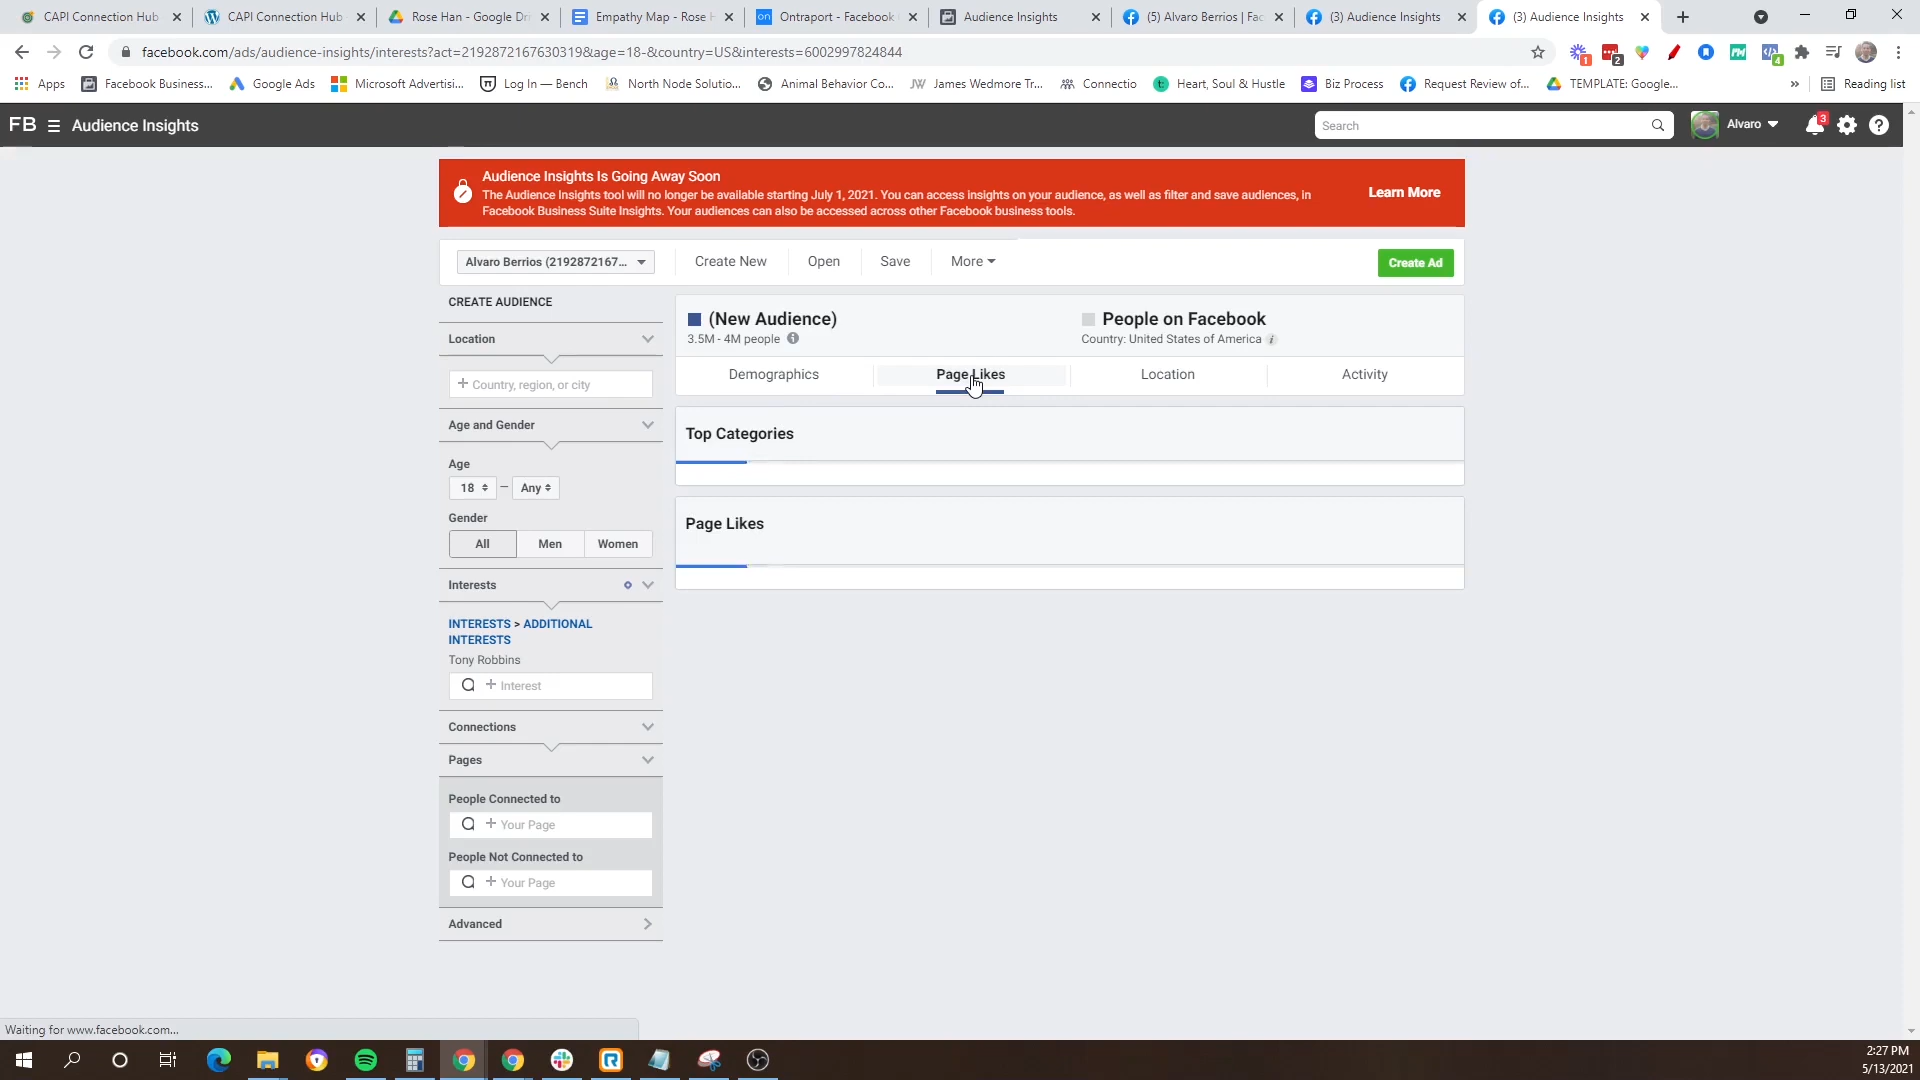 CAPI Connection Hub
CAPI Connection Hub
Rose Han - Google Dri
Empathy Map - Rose H
Ontraport - Facebook
Audience Insights
(5) Alvaro Berrios | Fac
(3) Audience Insights
(3) Audience Insights
facebook.com/ads/audience-insights/interests?act=2192872167630319&age=18-&country=US&interests=6002997824844
Apps
Facebook Business...
Google Ads
Microsoft Advertisi...
Log In — Bench
North Node Solutio...
Animal Behavior Co...
James Wedmore Tr...
Connectio
Heart, Soul & Hustle
Biz Process
Request Review of...
TEMPLATE: Google...
Reading list
FB Audience Insights
Search
Alvaro
3
Audience Insights Is Going Away Soon
The Audience Insights tool will no longer be available starting July 1, 2021. You can access insights on your audience, as well as filter and save audiences, in
Facebook Business Suite Insights. Your audiences can also be accessed across other Facebook business tools.
Learn More
Alvaro Berrios (2192872167...
Create New
Open
Save
More
Create Ad
CREATE AUDIENCE
Location
+ Country, region, or city
Age and Gender
Age
18 – Any
Gender
All Men Women
Interests
INTERESTS > ADDITIONAL
INTERESTS
Tony Robbins
+ Interest
Connections
Pages
People Connected to
+ Your Page
People Not Connected to
+ Your Page
Advanced
(New Audience)
3.5M - 4M people
People on Facebook
Country: United States of America
Demographics
Page Likes
Location
Activity
Top Categories
Page Likes
Waiting for www.facebook.com...
2:27 PM
5/13/2021